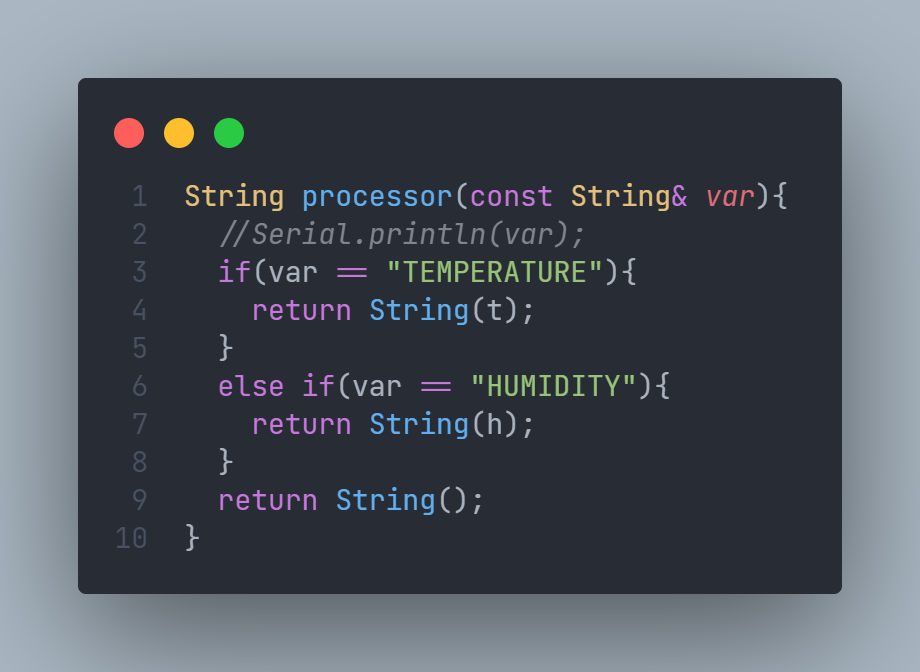 1 String processor(const String& var){
2   //Serial.println(var);
3   if(var == "TEMPERATURE"){
4     return String(t);
5   }
6   else if(var == "HUMIDITY"){
7     return String(h);
8   }
9   return String();
10 }